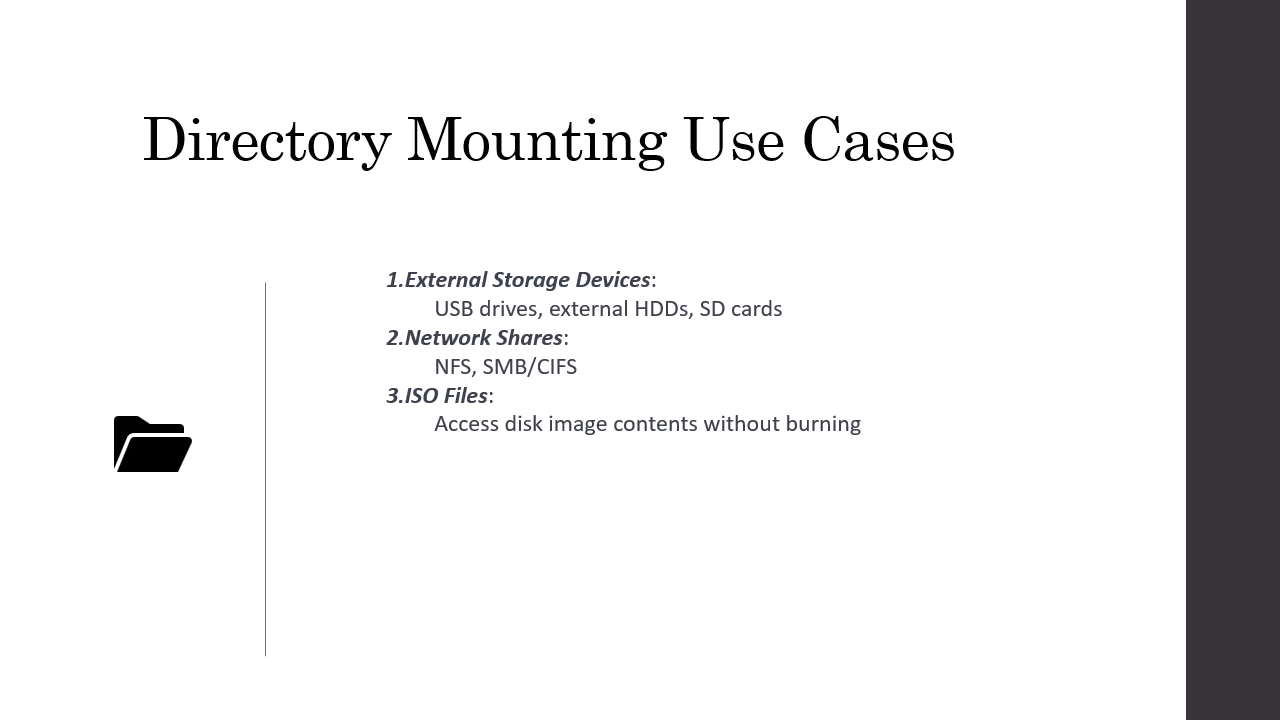 Directory Mounting Use Cases
1.External Storage Devices:
USB drives, external HDDs, SD cards
2.Network Shares:
NFS, SMB/CIFS
3.ISO Files:
Access disk image contents without burning